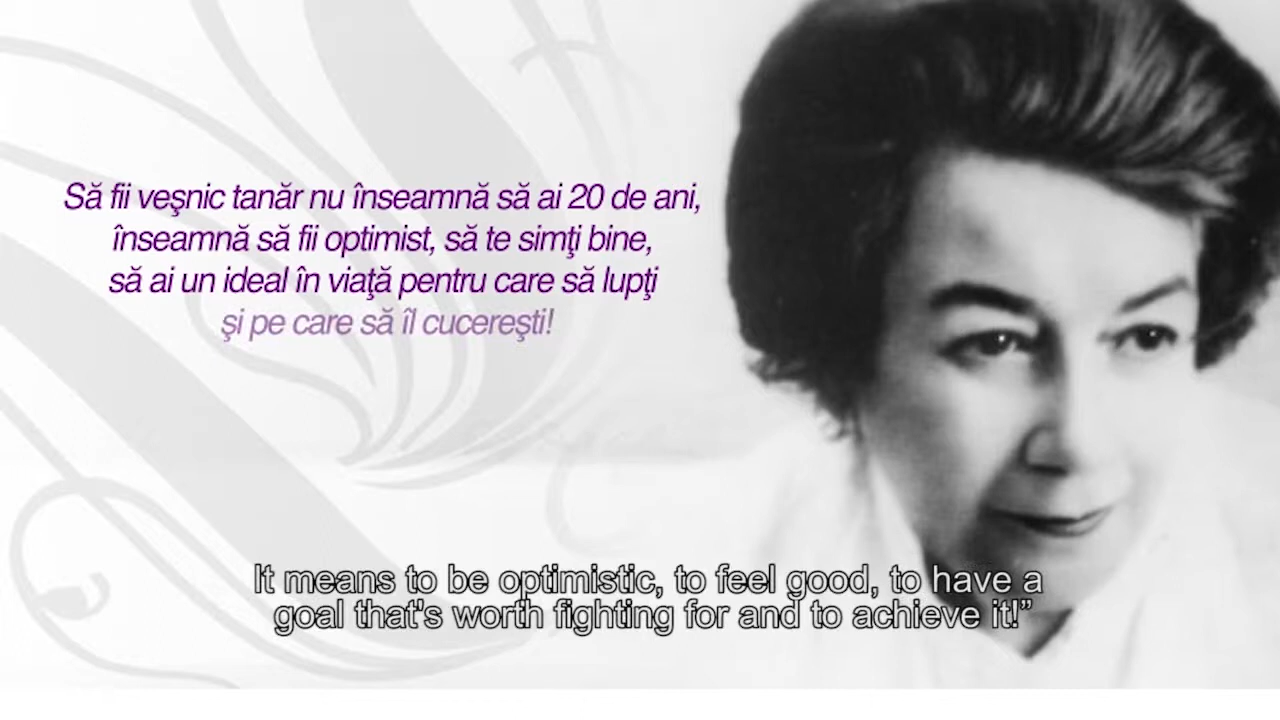 Să fii veşnic tanăr nu înseamnă să ai 20 de ani,
înseamnă să fii optimist, să te simţi bine,
să ai un ideal în viaţă pentru care să lupţi
şi pe care să îl cucereşti!
It means to be optimistic, to feel good, to have a
goal that's worth fighting for and to achieve it!”